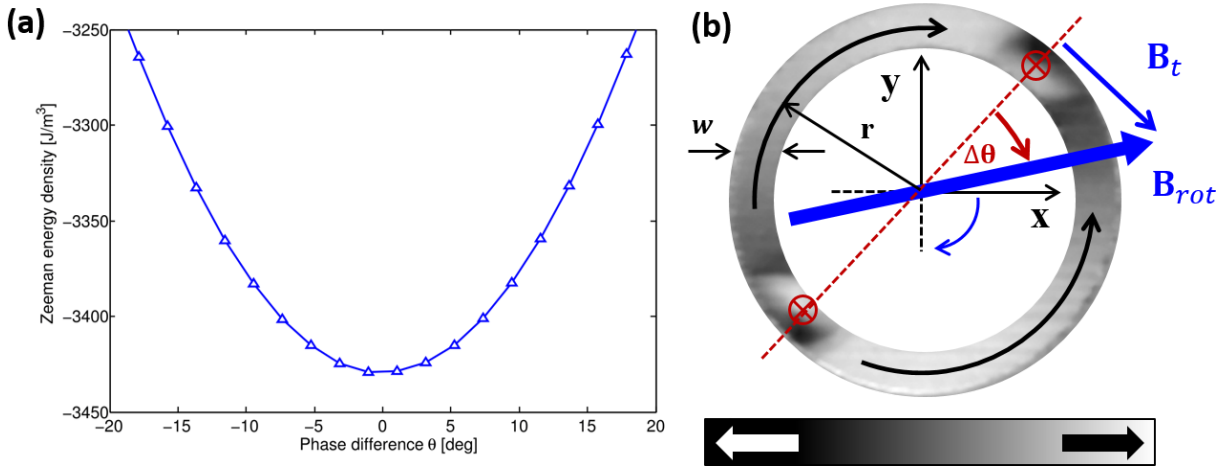 (a)
Zeeman energy density [J/m³]
−3250
−3300
−3350
−3400
−3450
−20 −15 −10 −5 0 5 10 15 20
Phase difference θ [deg]
(b)
B_t
y
w
r
Δθ
B_rot
x